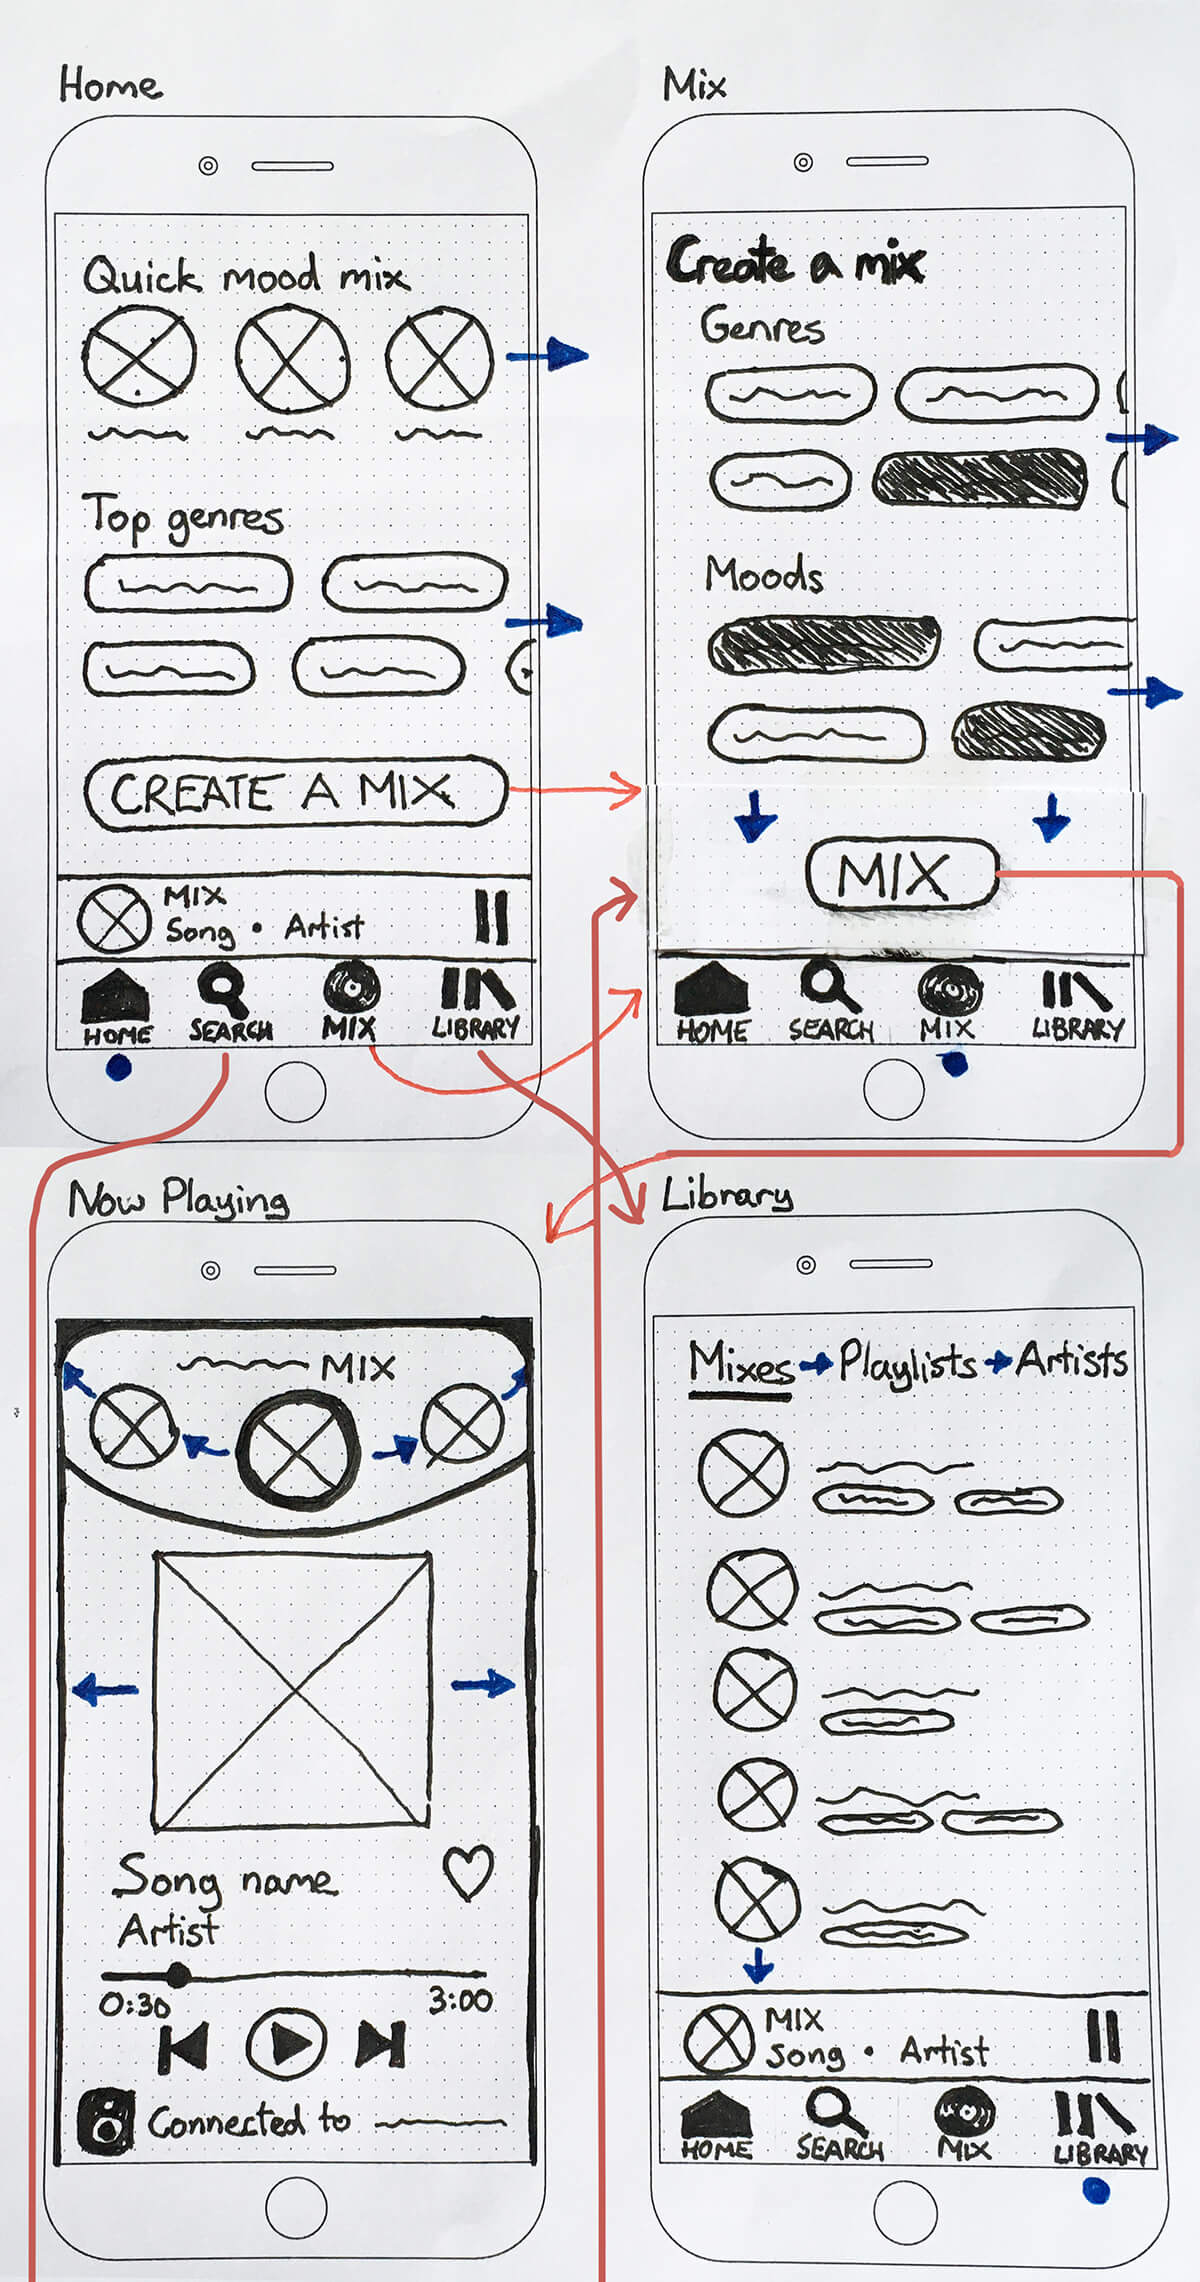 Home
Quick mood mix
Top genres
CREATE A MIX
MIX
Song • Artist
HOME SEARCH MIX LIBRARY
Mix
Create a mix
Genres
Moods
MIX
HOME SEARCH MIX LIBRARY
Now Playing
MIX
Song name
Artist
0:30 3:00
Connected to
Library
Mixes Playlists Artists
MIX
Song • Artist
HOME SEARCH MIX LIBRARY